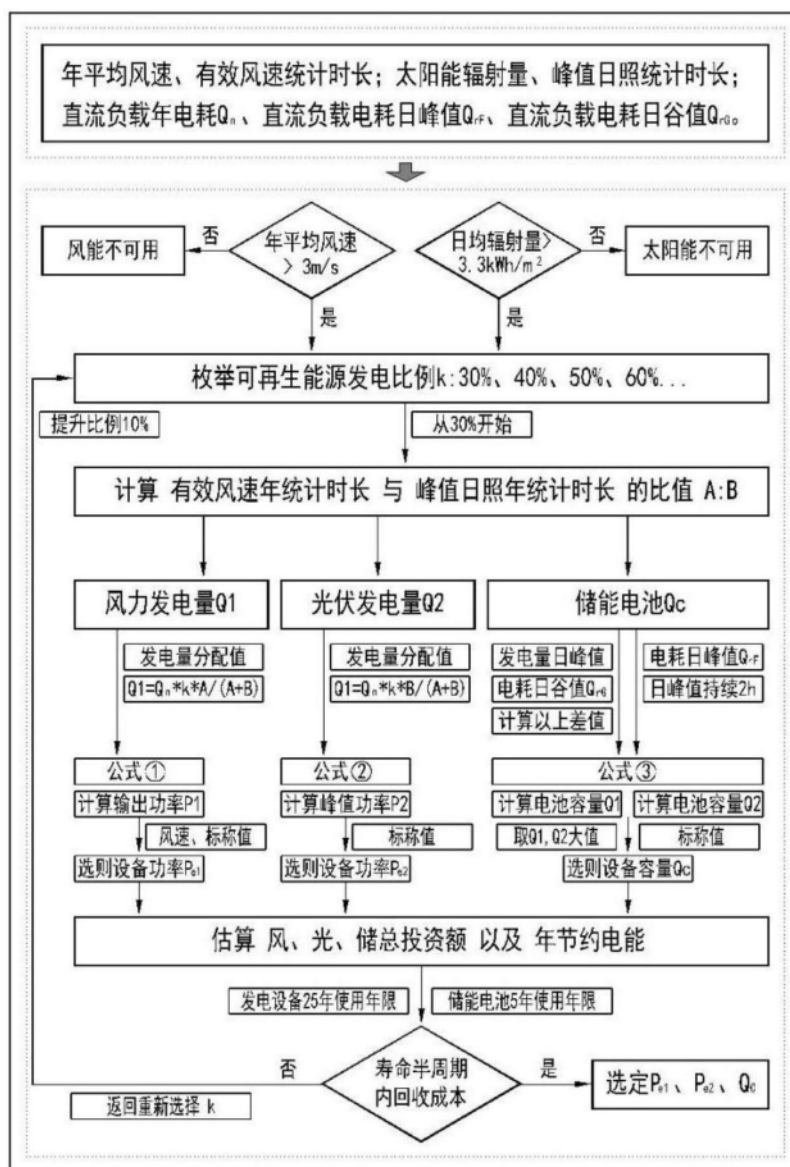 年平均风速、有效风速统计时长；太阳能辐射量、峰值日照统计时长；
直流负载年电耗Qn、直流负载电耗日峰值QrF、直流负载电耗日谷值QrG。
风能不可用
否
年平均风速
> 3m/s
日均辐射量>
3.3kWh/m²
否
太阳能不可用
是
是
枚举可再生能源发电比例k:30%、40%、50%、60%...
提升比例10%
从30%开始
计算 有效风速年统计时长 与 峰值日照年统计时长 的比值 A:B
风力发电量Q1
光伏发电量Q2
储能电池Qc
发电量分配值
Q1=Qn*k*A/(A+B)
发电量分配值
Q1=Qn*k*B/(A+B)
发电量日峰值
电耗日谷值QrG
计算以上差值
电耗日峰值QrF
日峰值持续2h
公式①
计算输出功率P1
风速、标称值
选则设备功率Pe1
公式②
计算峰值功率P2
标称值
选则设备功率Pe2
公式③
计算电池容量Q1
计算电池容量Q2
取Q1,Q2大值
标称值
选则设备容量Qc
估算 风、光、储总投资额 以及 年节约电能
发电设备25年使用年限
储能电池5年使用年限
否
寿命半周期
内回收成本
是
选定Pe1、Pe2、Qc
返回重新选择 k